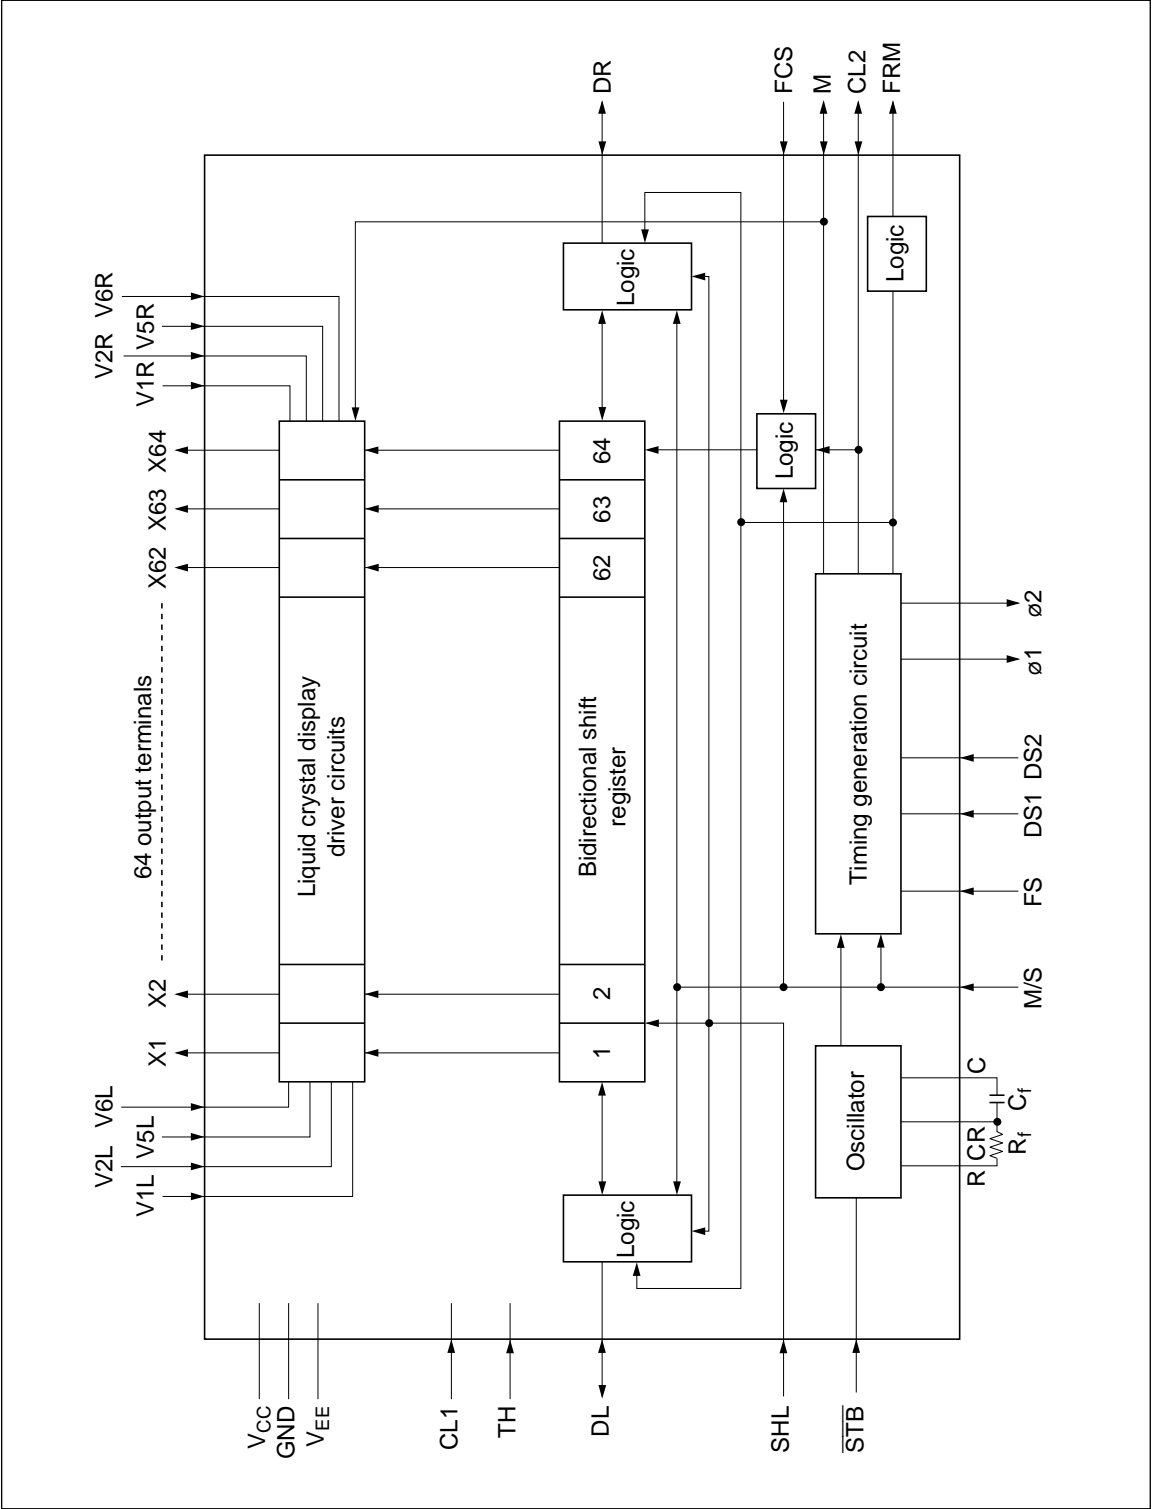 64 output terminals
V1L
V2L
V5L
V6L
X1
X2
X62
X63
X64
V1R
V2R
V5R
V6R
VCC
GND
VEE
Liquid crystal display
driver circuits
CL1
TH
DL
Logic
1
2
Bidirectional shift
register
62
63
64
Logic
DR
SHL
Logic
FCS
M
STB
Oscillator
Timing generation circuit
CL2
Logic
FRM
R
CR
C
Rf
Cf
M/S
FS
DS1
DS2
ø1
ø2